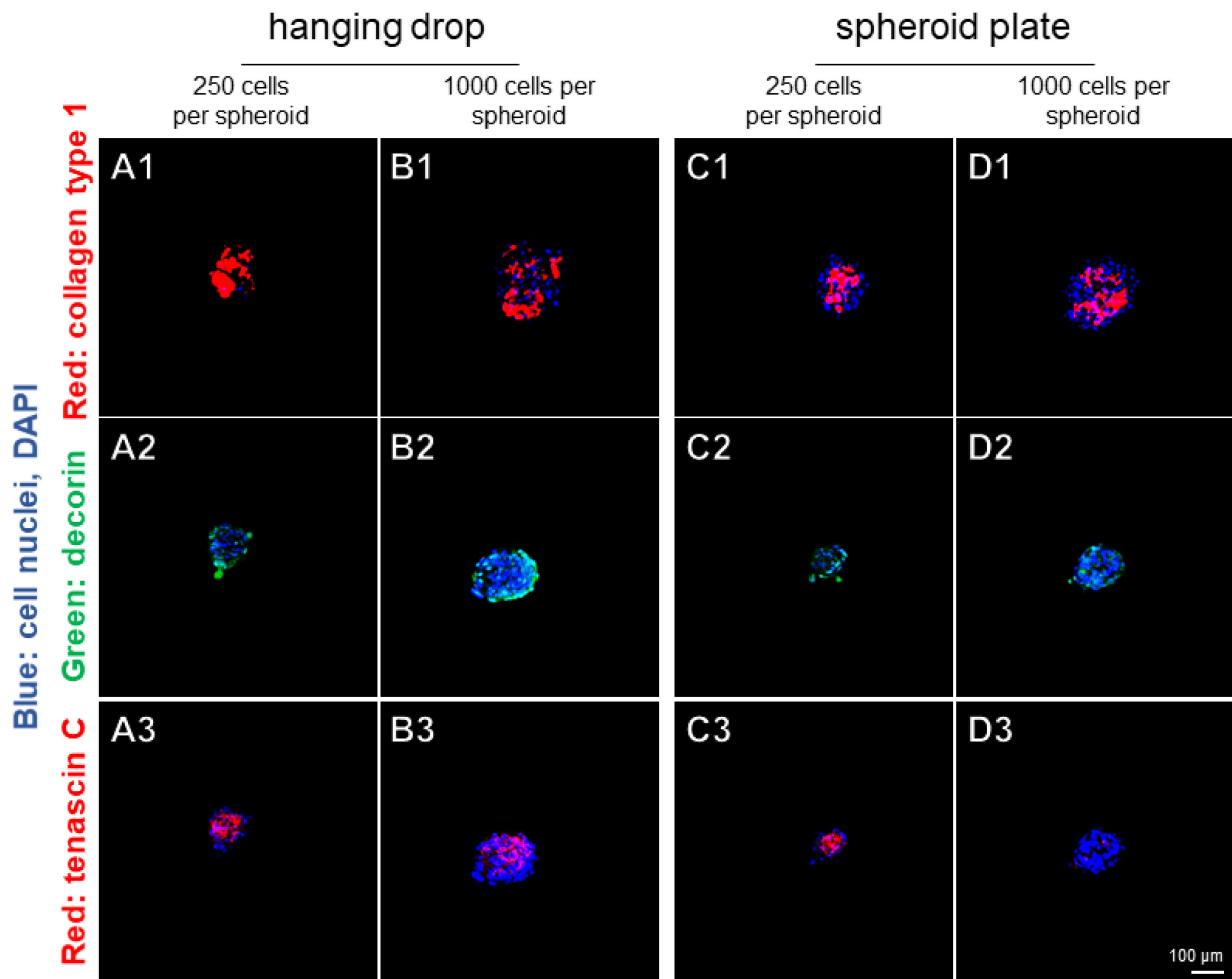 hanging drop
spheroid plate
250 cells
per spheroid
1000 cells per
spheroid
250 cells
per spheroid
1000 cells per
spheroid
Blue: cell nuclei, DAPI
Red: collagen type 1
A1
B1
C1
D1
Green: decorin
A2
B2
C2
D2
Red: tenascin C
A3
B3
C3
D3
100 µm